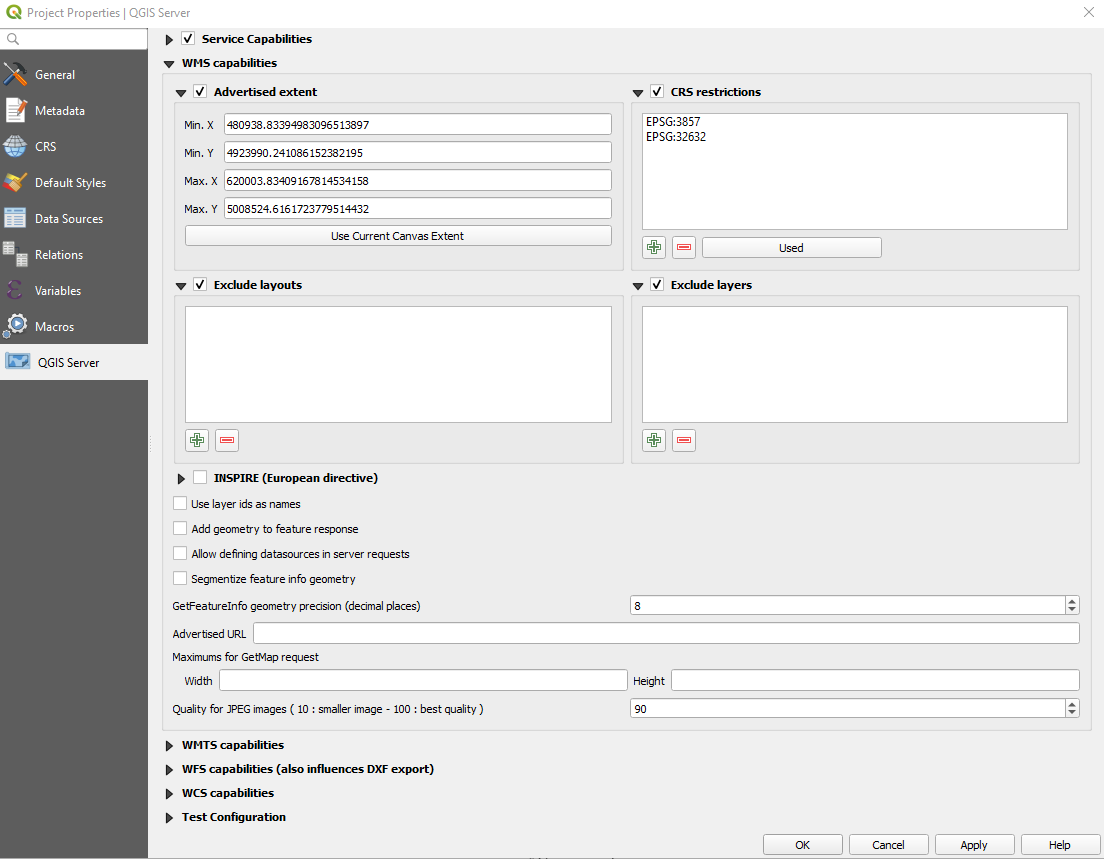 Project Properties | QGIS Server
General
Metadata
CRS
Default Styles
Data Sources
Relations
Variables
Macros
QGIS Server
Service Capabilities
WMS capabilities
Advertised extent
Min. X 480938.83394983096513897
Min. Y 4923990.241086152382195
Max. X 620003.83409167814534158
Max. Y 5008524.6161723779514432
Use Current Canvas Extent
CRS restrictions
EPSG:3857
EPSG:32632
Used
Exclude layouts
Exclude layers
INSPIRE (European directive)
Use layer ids as names
Add geometry to feature response
Allow defining datasources in server requests
Segmentize feature info geometry
GetFeatureInfo geometry precision (decimal places) 8
Advertised URL
Maximums for GetMap request
Width Height
Quality for JPEG images ( 10 : smaller image - 100 : best quality ) 90
WMTS capabilities
WFS capabilities (also influences DXF export)
WCS capabilities
Test Configuration
OK Cancel Apply Help